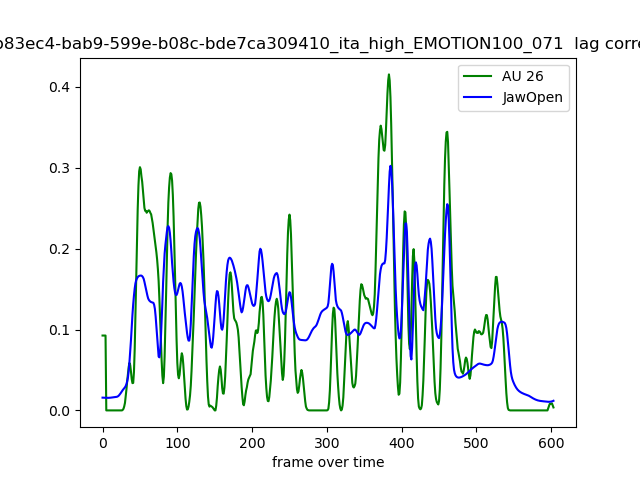 b83ec4-bab9-599e-b08c-bde7ca309410_ita_high_EMOTION100_071 lag corre
AU 26
JawOpen
0.4
0.3
0.2
0.1
0.0
0 100 200 300 400 500 600
frame over time